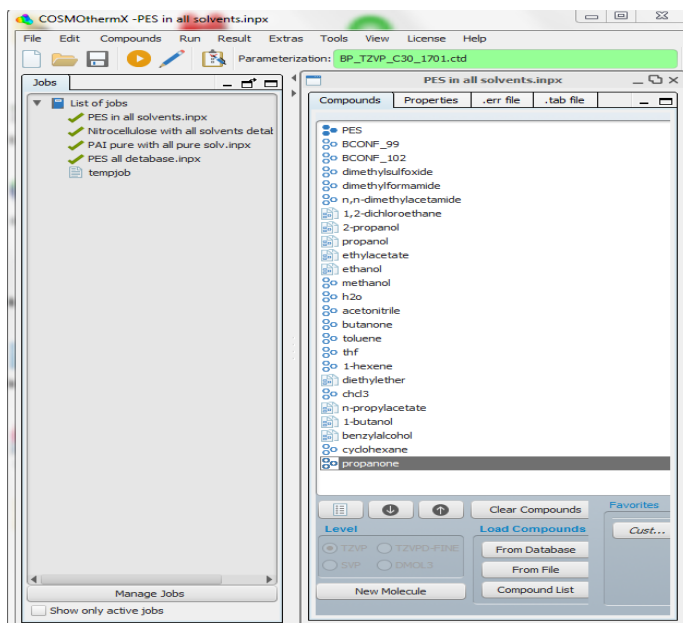 COSMOthermX -PES in all solvents.inpx
File Edit Compounds Run Result Extras Tools View License Help
Parameterization: BP_TZVP_C30_1701.ctd
Jobs
List of jobs
PES in all solvents.inpx
Nitrocellulose with all solvents detab
PAI pure with all pure solv.inpx
PES all detabase.inpx
tempjob
Manage Jobs
Show only active jobs
PES in all solvents.inpx
Compounds Properties .err file .tab file
PES
BCONF_99
BCONF_102
dimethylsulfoxide
dimethylformamide
n,n-dimethylacetamide
1,2-dichloroethane
2-propanol
propanol
ethylacetate
ethanol
methanol
h2o
acetonitrile
butanone
toluene
thf
1-hexene
diethylether
chcl3
n-propylacetate
1-butanol
benzylalcohol
cyclohexane
propanone
Clear Compounds
Favorites
Level
Load Compounds
Cust...
TZVP TZVPD-FINE
From Database
SVP DMOL3
From File
New Molecule
Compound List